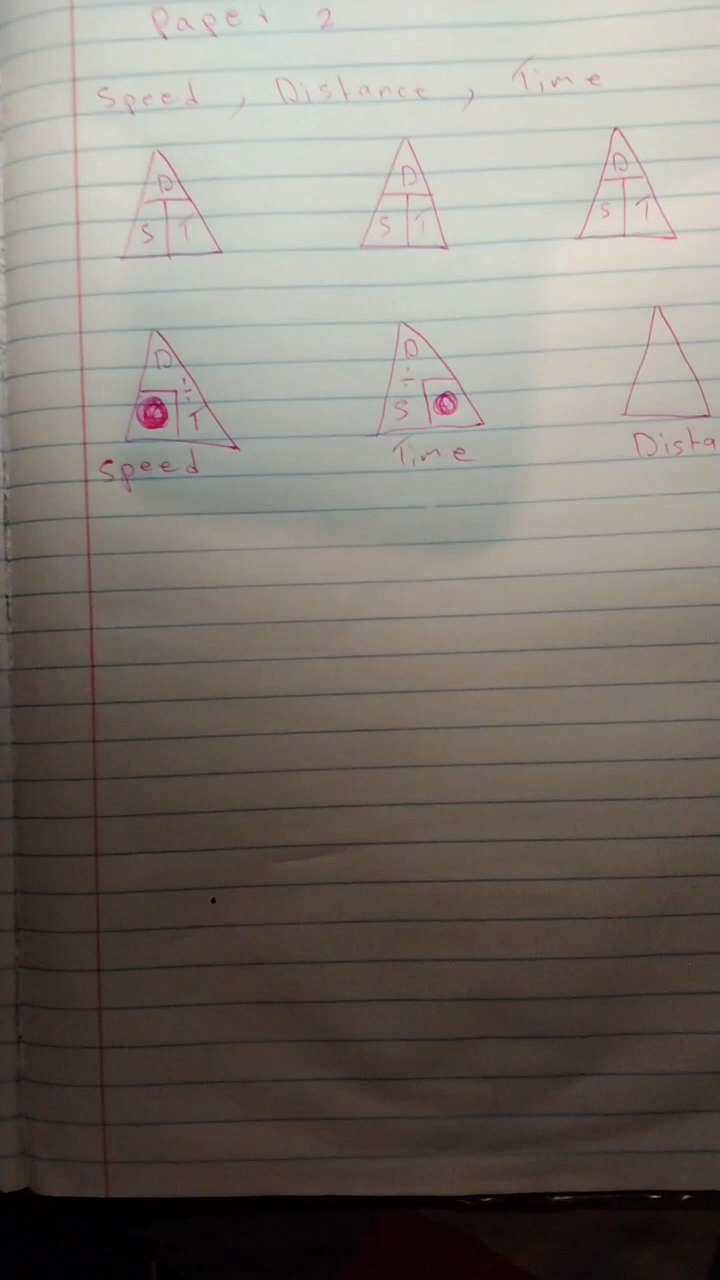 Paper 2
Speed, Distance, Time
D D D
S T S T S T
D ÷ T D ÷ S
Speed Time Dista